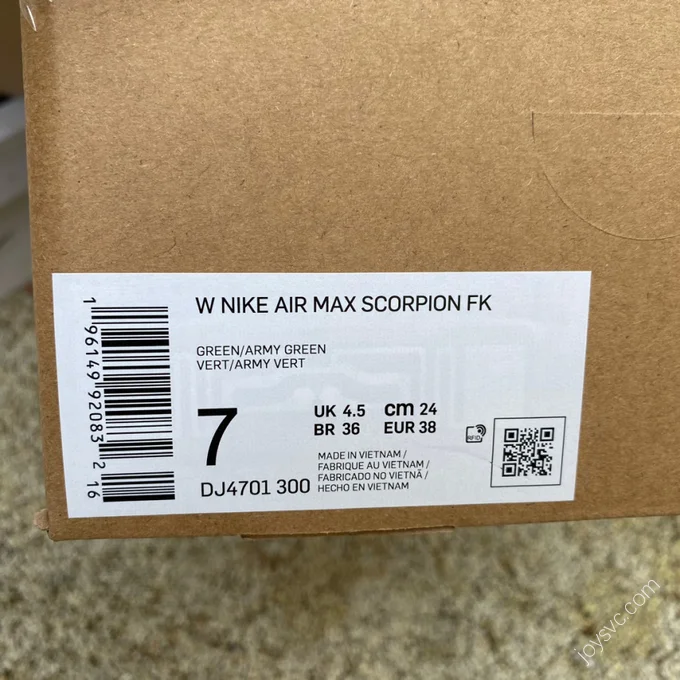 W NIKE AIR MAX SCORPION FK
GREEN/ARMY GREEN
VERT/ARMY VERT
7
UK 4.5 cm 24
BR 36 EUR 38
RFID
DJ4701 300
MADE IN VIETNAM /
FABRIQUE AU VIETNAM /
FABRICADO NO VIETNÃ /
HECHO EN VIETNAM
1 96149 92083 2 16
joysvc.com